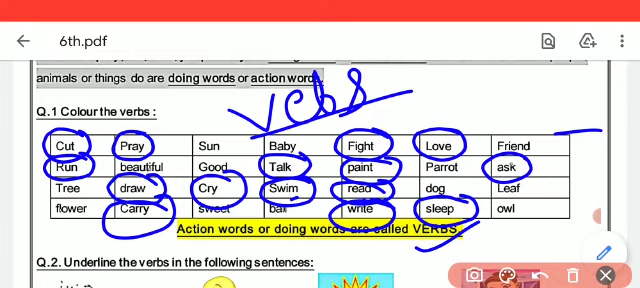 6th.pdf
animals or things do are doing words or action words.
Q.1 Colour the verbs :
Verbs
Cut Pray Sun Baby Fight Love Friend
Run beautiful Good Talk paint Parrot ask
Tree draw Cry Swim read dog Leaf
flower Carry sweet ball write sleep owl
Action words or doing words are called VERBS.
Q.2. Underline the verbs in the following sentences: